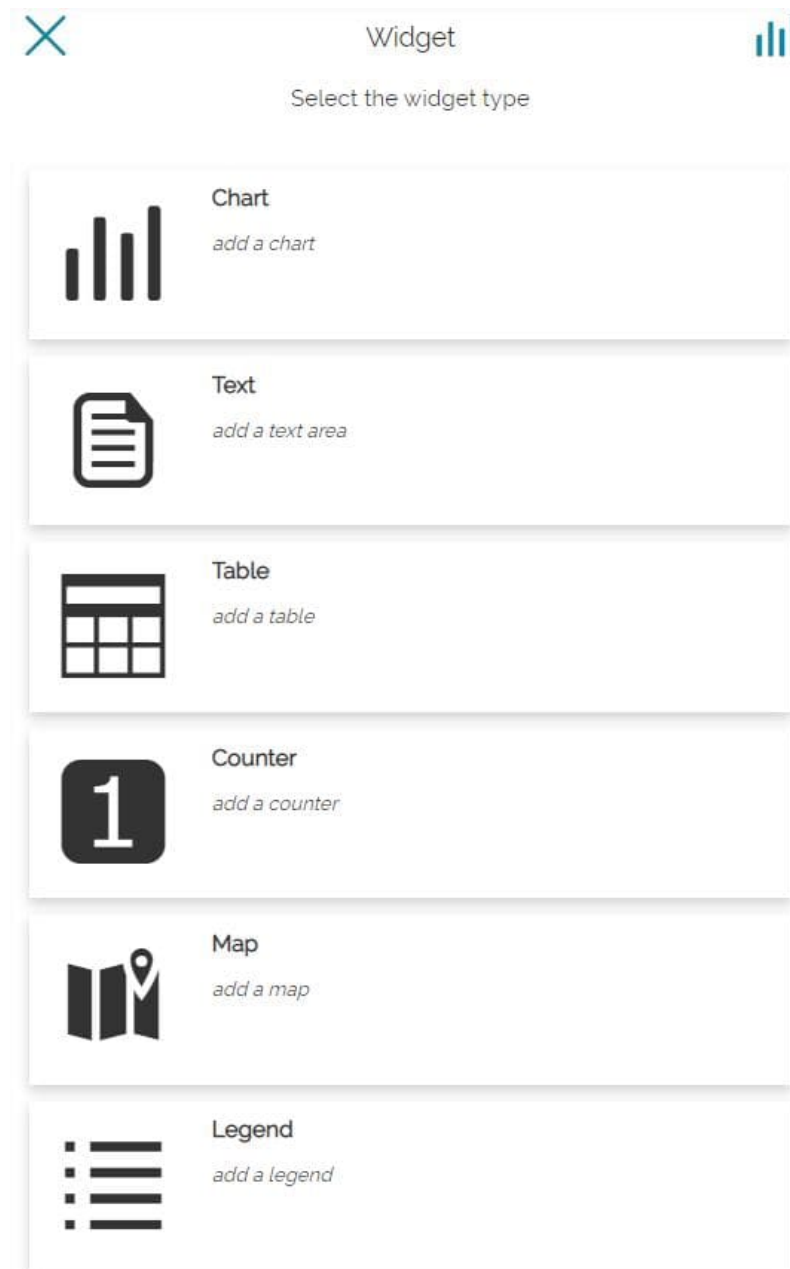 Widget
Select the widget type
Chart
add a chart
Text
add a text area
Table
add a table
1
Counter
add a counter
Map
add a map
Legend
add a legend